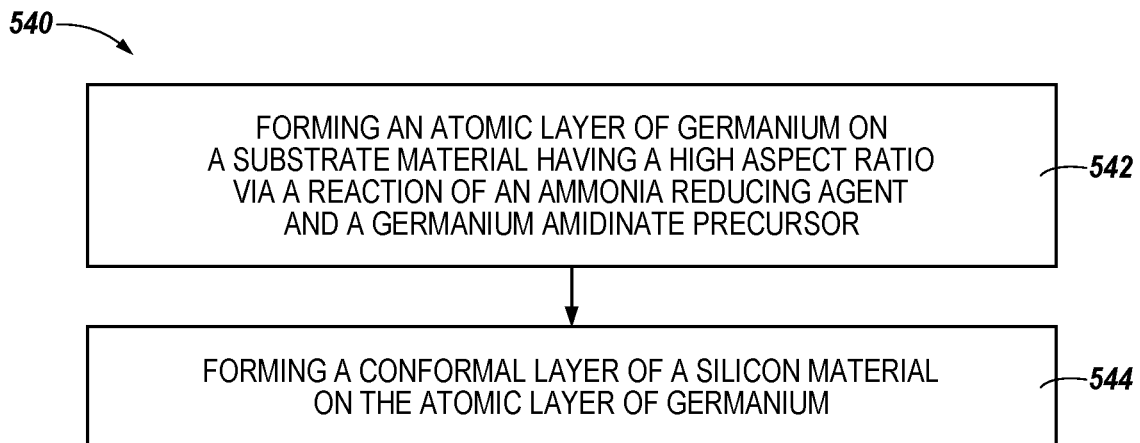 540
FORMING AN ATOMIC LAYER OF GERMANIUM ON
A SUBSTRATE MATERIAL HAVING A HIGH ASPECT RATIO
VIA A REACTION OF AN AMMONIA REDUCING AGENT
AND A GERMANIUM AMIDINATE PRECURSOR
542
FORMING A CONFORMAL LAYER OF A SILICON MATERIAL
ON THE ATOMIC LAYER OF GERMANIUM
544